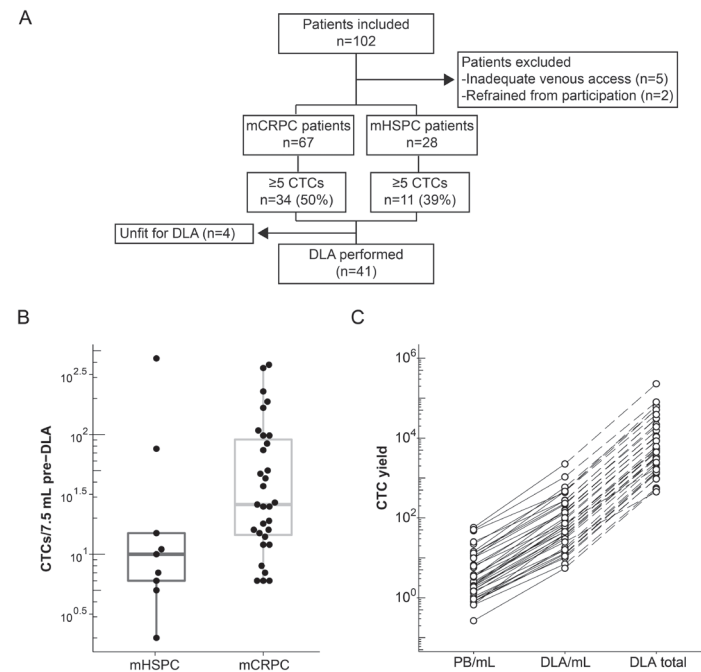 A
Patients included
n=102
Patients excluded
-Inadequate venous access (n=5)
-Refrained from participation (n=2)
mCRPC patients
n=67
mHSPC patients
n=28
≥5 CTCs
n=34 (50%)
≥5 CTCs
n=11 (39%)
Unfit for DLA (n=4)
DLA performed
(n=41)
B
CTCs/7.5 mL pre−DLA
10^2.5
10^2
10^1.5
10^1
10^0.5
mHSPC
mCRPC
C
CTC yield
10^6
10^4
10^2
10^0
PB/mL
DLA/mL
DLA total